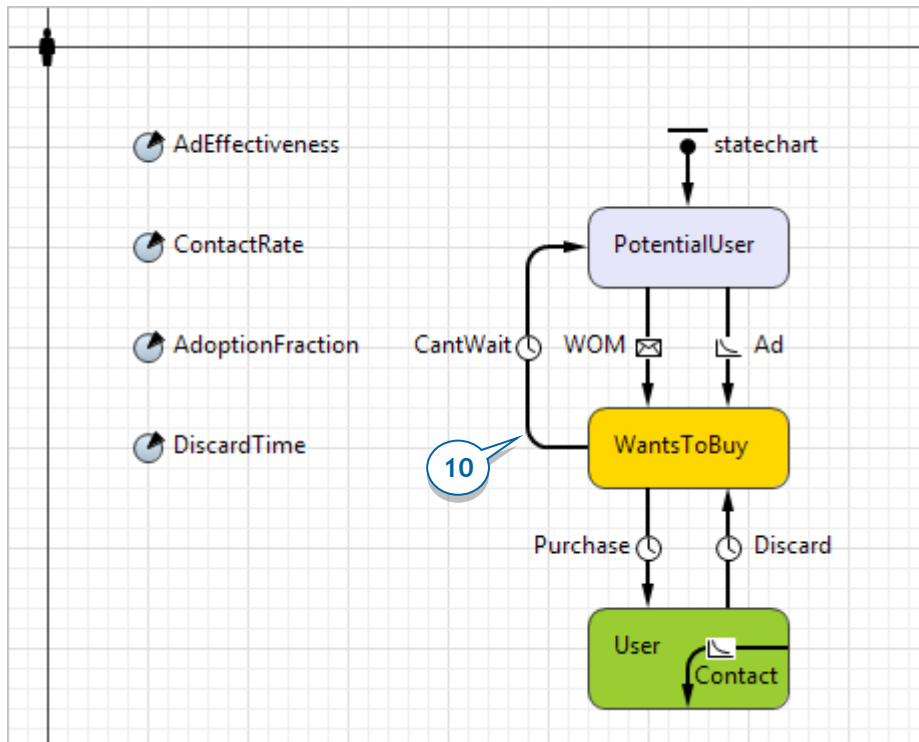 AdEffectiveness
statechart
ContactRate
PotentialUser
AdoptionFraction
CantWait
WOM
Ad
DiscardTime
10
WantsToBuy
Purchase
Discard
User
Contact